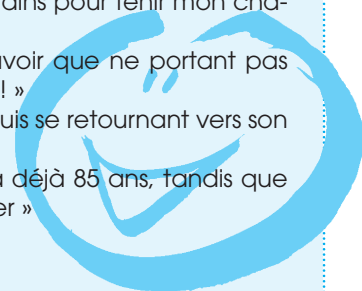 pour tenir mon cha-
voir que ne portant pas
! »
uis se retournant vers son
déjà 85 ans, tandis que
er »